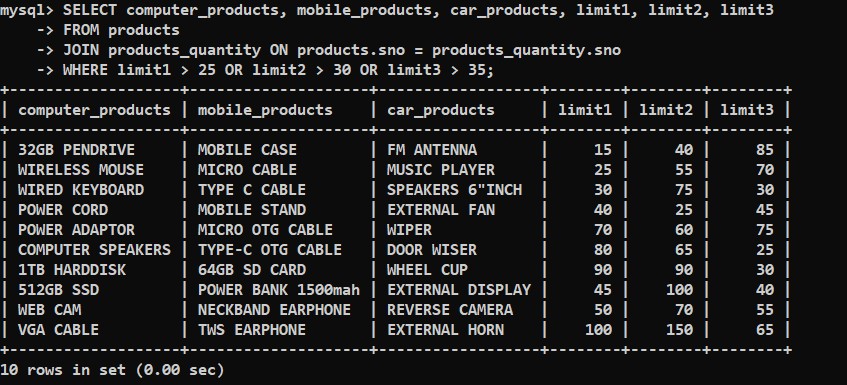 mysql> SELECT computer_products, mobile_products, car_products, limit1, limit2, limit3
    -> FROM products
    -> JOIN products_quantity ON products.sno = products_quantity.sno
    -> WHERE limit1 > 25 OR limit2 > 30 OR limit3 > 35;
+-------------------+-------------------+------------------+--------+--------+--------+
| computer_products | mobile_products   | car_products     | limit1 | limit2 | limit3 |
+-------------------+-------------------+------------------+--------+--------+--------+
| 32GB PENDRIVE     | MOBILE CASE       | FM ANTENNA       |     15 |     40 |     85 |
| WIRELESS MOUSE    | MICRO CABLE       | MUSIC PLAYER     |     25 |     55 |     70 |
| WIRED KEYBOARD    | TYPE C CABLE      | SPEAKERS 6"INCH  |     30 |     75 |     30 |
| POWER CORD        | MOBILE STAND      | EXTERNAL FAN     |     40 |     25 |     45 |
| POWER ADAPTOR     | MICRO OTG CABLE   | WIPER            |     70 |     60 |     75 |
| COMPUTER SPEAKERS | TYPE-C OTG CABLE  | DOOR WISER       |     80 |     65 |     25 |
| 1TB HARDDISK      | 64GB SD CARD      | WHEEL CUP        |     90 |     90 |     30 |
| 512GB SSD         | POWER BANK 1500mah | EXTERNAL DISPLAY |     45 |    100 |     40 |
| WEB CAM           | NECKBAND EARPHONE | REVERSE CAMERA   |     50 |     70 |     55 |
| VGA CABLE         | TWS EARPHONE      | EXTERNAL HORN    |    100 |    150 |     65 |
+-------------------+-------------------+------------------+--------+--------+--------+
10 rows in set (0.00 sec)